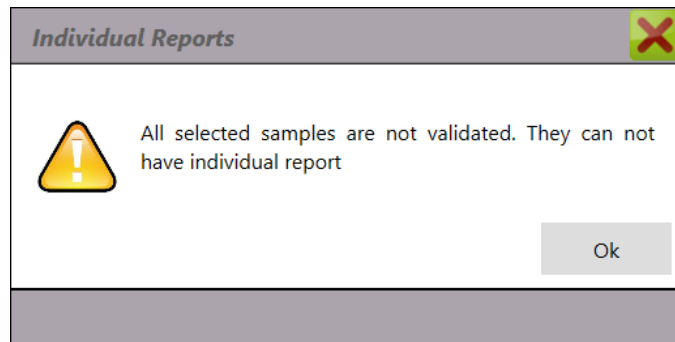 Individual Reports
All selected samples are not validated. They can not
have individual report
Ok